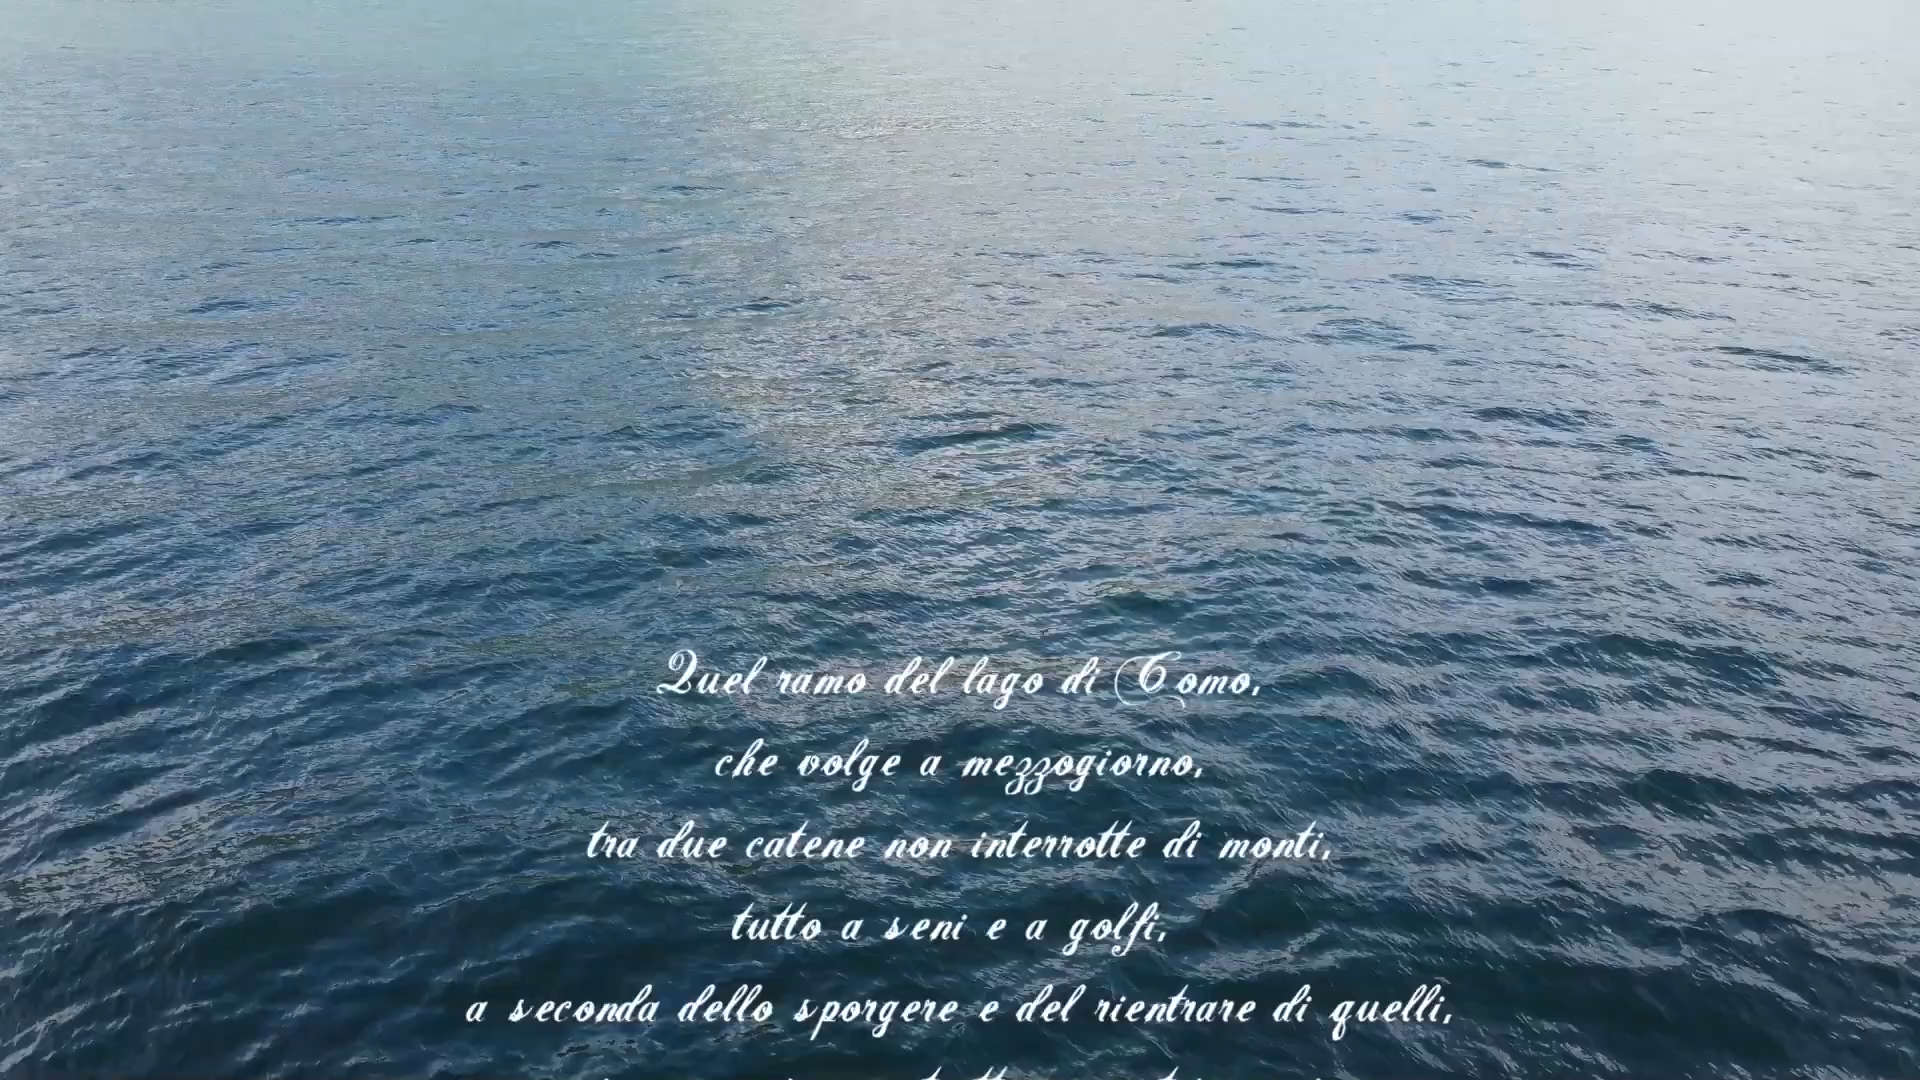 Quel ramo del lago di Como,
che volge a mezzogiorno,
tra due catene non interrotte di monti,
tutto a seni e a golfi,
a seconda dello sporgere e del rientrare di quelli,